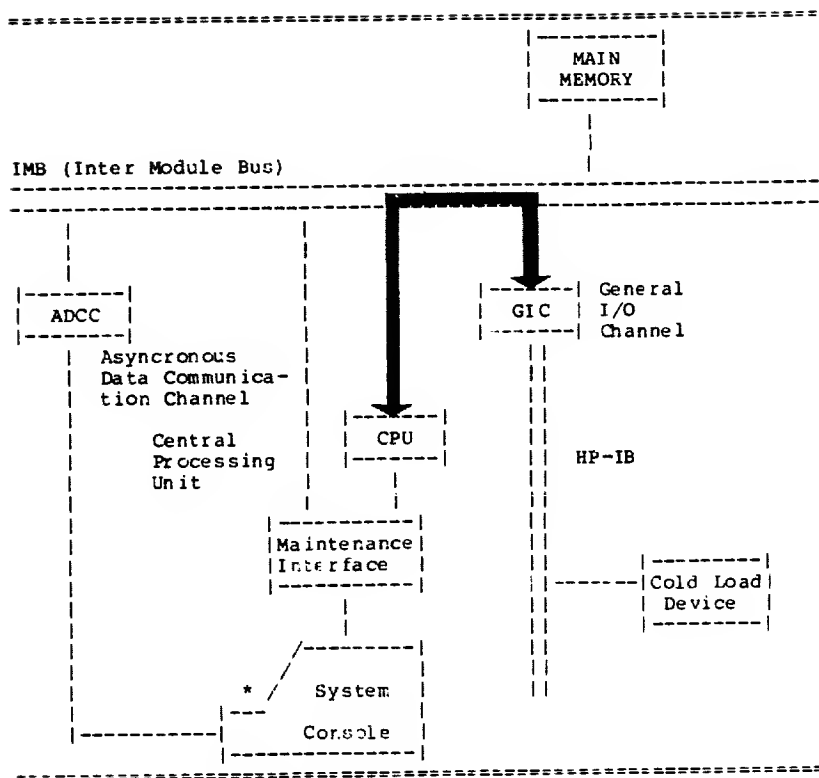 MAIN
MEMORY
IMB (Inter Module Bus)
ADCC
GIC
General
I/O
Channel
Asyncronous
Data Communica-
tion Channel
CPU
Central
Processing
Unit
HP-IB
Maintenance
Interface
Cold Load
Device
*
System
Console